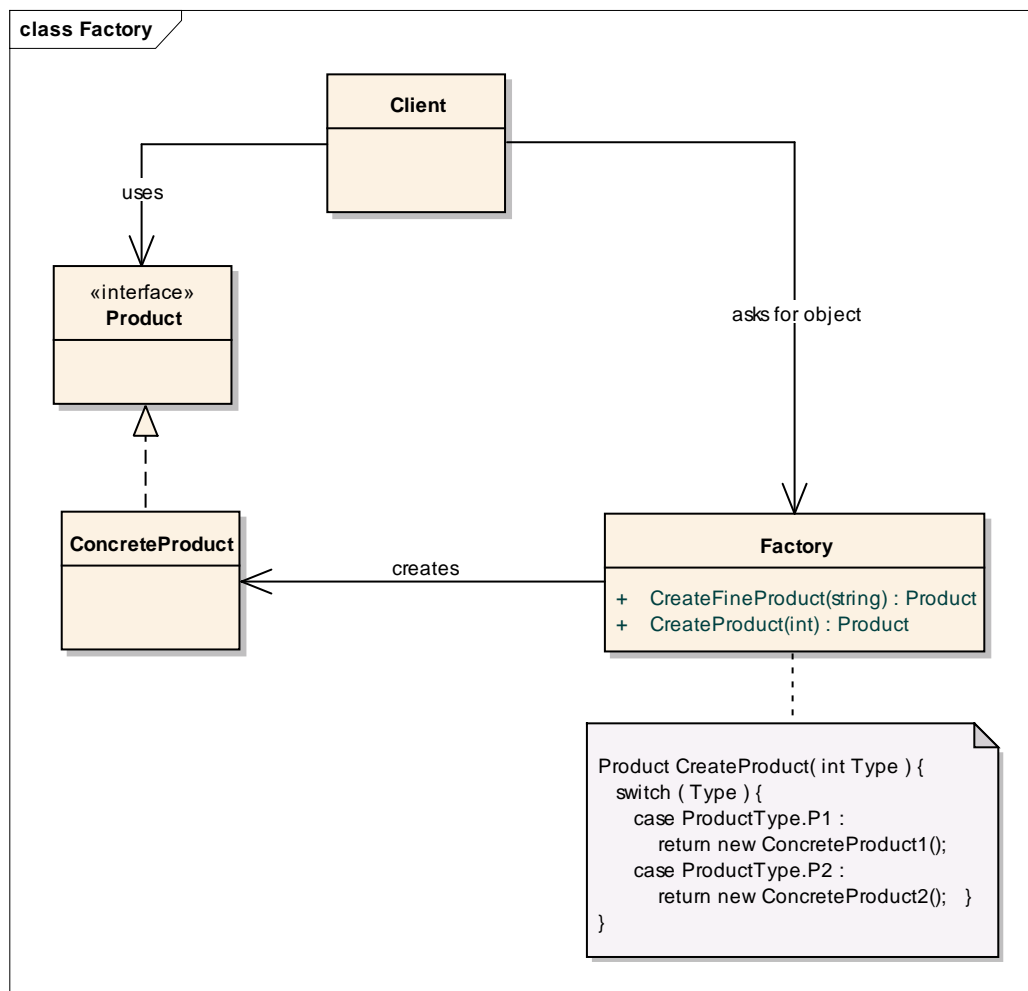 class Factory
Client
uses
«interface»
Product
asks for object
ConcreteProduct
creates
Factory
+ CreateFineProduct(string) : Product
+ CreateProduct(int) : Product
Product CreateProduct( int Type ) {
switch ( Type ) {
case ProductType.P1 :
return new ConcreteProduct1();
case ProductType.P2 :
return new ConcreteProduct2(); }
}